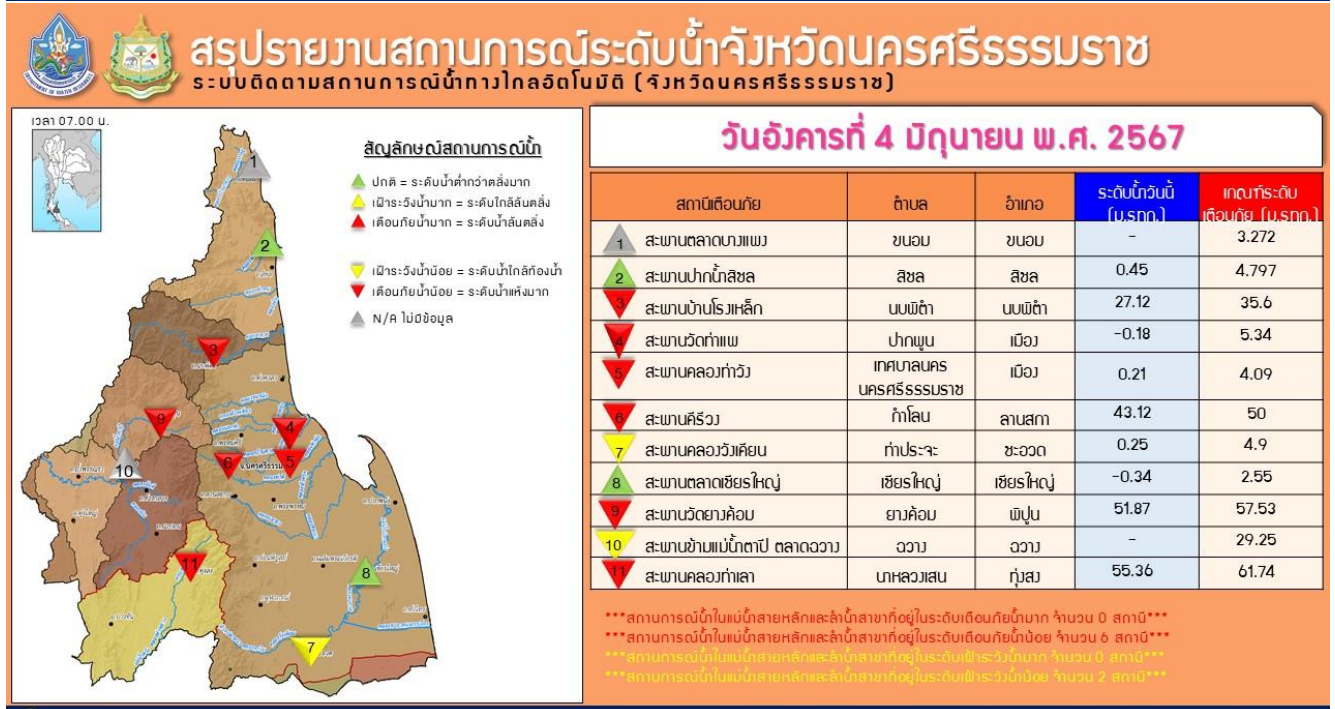 สรุปรายงานสถานการณ์ระดับน้ำจังหวัดนครศรีธรรมราช
ระบบติดตามสถานการณ์น้ำทางไกลอัตโนมัติ (จังหวัดนครศรีธรรมราช)
เวลา 07.00 น.
สัญลักษณ์สถานการณ์น้ำ
ปกติ = ระดับน้ำต่ำกว่าตลิ่งมาก
เฝ้าระวังน้ำมาก = ระดับใกล้ล้นตลิ่ง
เตือนภัยน้ำมาก = ระดับน้ำล้นตลิ่ง
เฝ้าระวังน้ำน้อย = ระดับน้ำใกล้ท้องน้ำ
เตือนภัยน้ำน้อย = ระดับน้ำแห้งมาก
N/A ไม่มีข้อมูล
1
2
3
9
4
10
6
5
11
8
7
วันอังคารที่ 4 มิถุนายน พ.ศ. 2567
สถานีเตือนภัย ตำบล อำเภอ ระดับน้ำวันนี้ (ม.รทก.) เกณฑ์ระดับเตือนภัย (ม.รทก.)
1 สะพานตลาดบางแพง ขนอม ขนอม - 3.272
2 สะพานปากน้ำสิชล สิชล สิชล 0.45 4.797
3 สะพานบ้านโรงเหล็ก นบพิตำ นบพิตำ 27.12 35.6
4 สะพานวัดท่าแพ ปากพูน เมือง -0.18 5.34
5 สะพานคลองท่าวัง เทศบาลนครนครศรีธรรมราช เมือง 0.21 4.09
6 สะพานคีรีวง กำโลน ลานสกา 43.12 50
7 สะพานคลองวังเคียน ท่าประจะ ชะอวด 0.25 4.9
8 สะพานตลาดเชียรใหญ่ เชียรใหญ่ เชียรใหญ่ -0.34 2.55
9 สะพานวัดยางค้อม ยางค้อม พิปูน 51.87 57.53
10 สะพานข้ามแม่น้ำตาปี ตลาดฉวาง ฉวาง ฉวาง - 29.25
11 สะพานคลองท่าเลา นาหลวงเสน ทุ่งสง 55.36 61.74
***สถานการณ์น้ำในแม่น้ำสายหลักและลำน้ำสาขาที่อยู่ในระดับเตือนภัยน้ำมาก จำนวน 0 สถานี***
***สถานการณ์น้ำในแม่น้ำสายหลักและลำน้ำสาขาที่อยู่ในระดับเตือนภัยน้ำน้อย จำนวน 6 สถานี***
***สถานการณ์น้ำในแม่น้ำสายหลักและลำน้ำสาขาที่อยู่ในระดับเฝ้าระวังน้ำมาก จำนวน 0 สถานี***
***สถานการณ์น้ำในแม่น้ำสายหลักและลำน้ำสาขาที่อยู่ในระดับเฝ้าระวังน้ำน้อย จำนวน 2 สถานี***